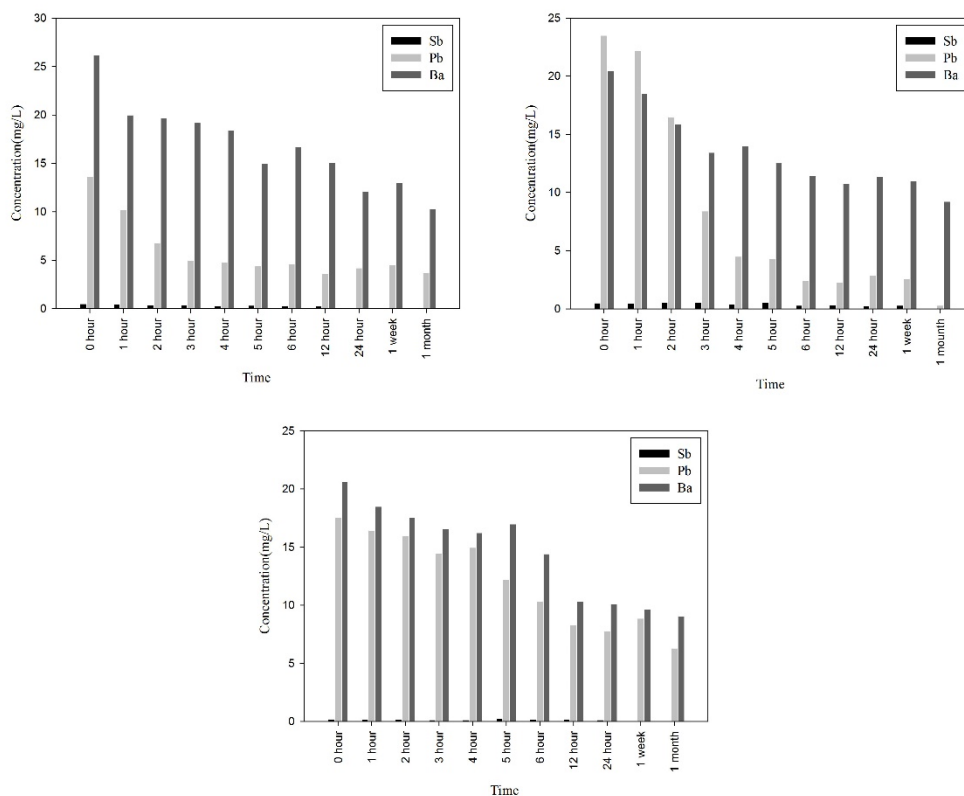 30
25
20
15
10
5
0
Concentration(mg/L)
Sb
Pb
Ba
0 hour
1 hour
2 hour
3 hour
4 hour
5 hour
6 hour
12 hour
24 hour
1 week
1 month
Time
25
20
15
10
5
0
Concentration(mg/L)
Sb
Pb
Ba
0 hour
1 hour
2 hour
3 hour
4 hour
5 hour
6 hour
12 hour
24 hour
1 week
1 mounth
Time
25
20
15
10
5
0
Concentration(mg/L)
Sb
Pb
Ba
0 hour
1 hour
2 hour
3 hour
4 hour
5 hour
6 hour
12 hour
24 hour
1 week
1 month
Time